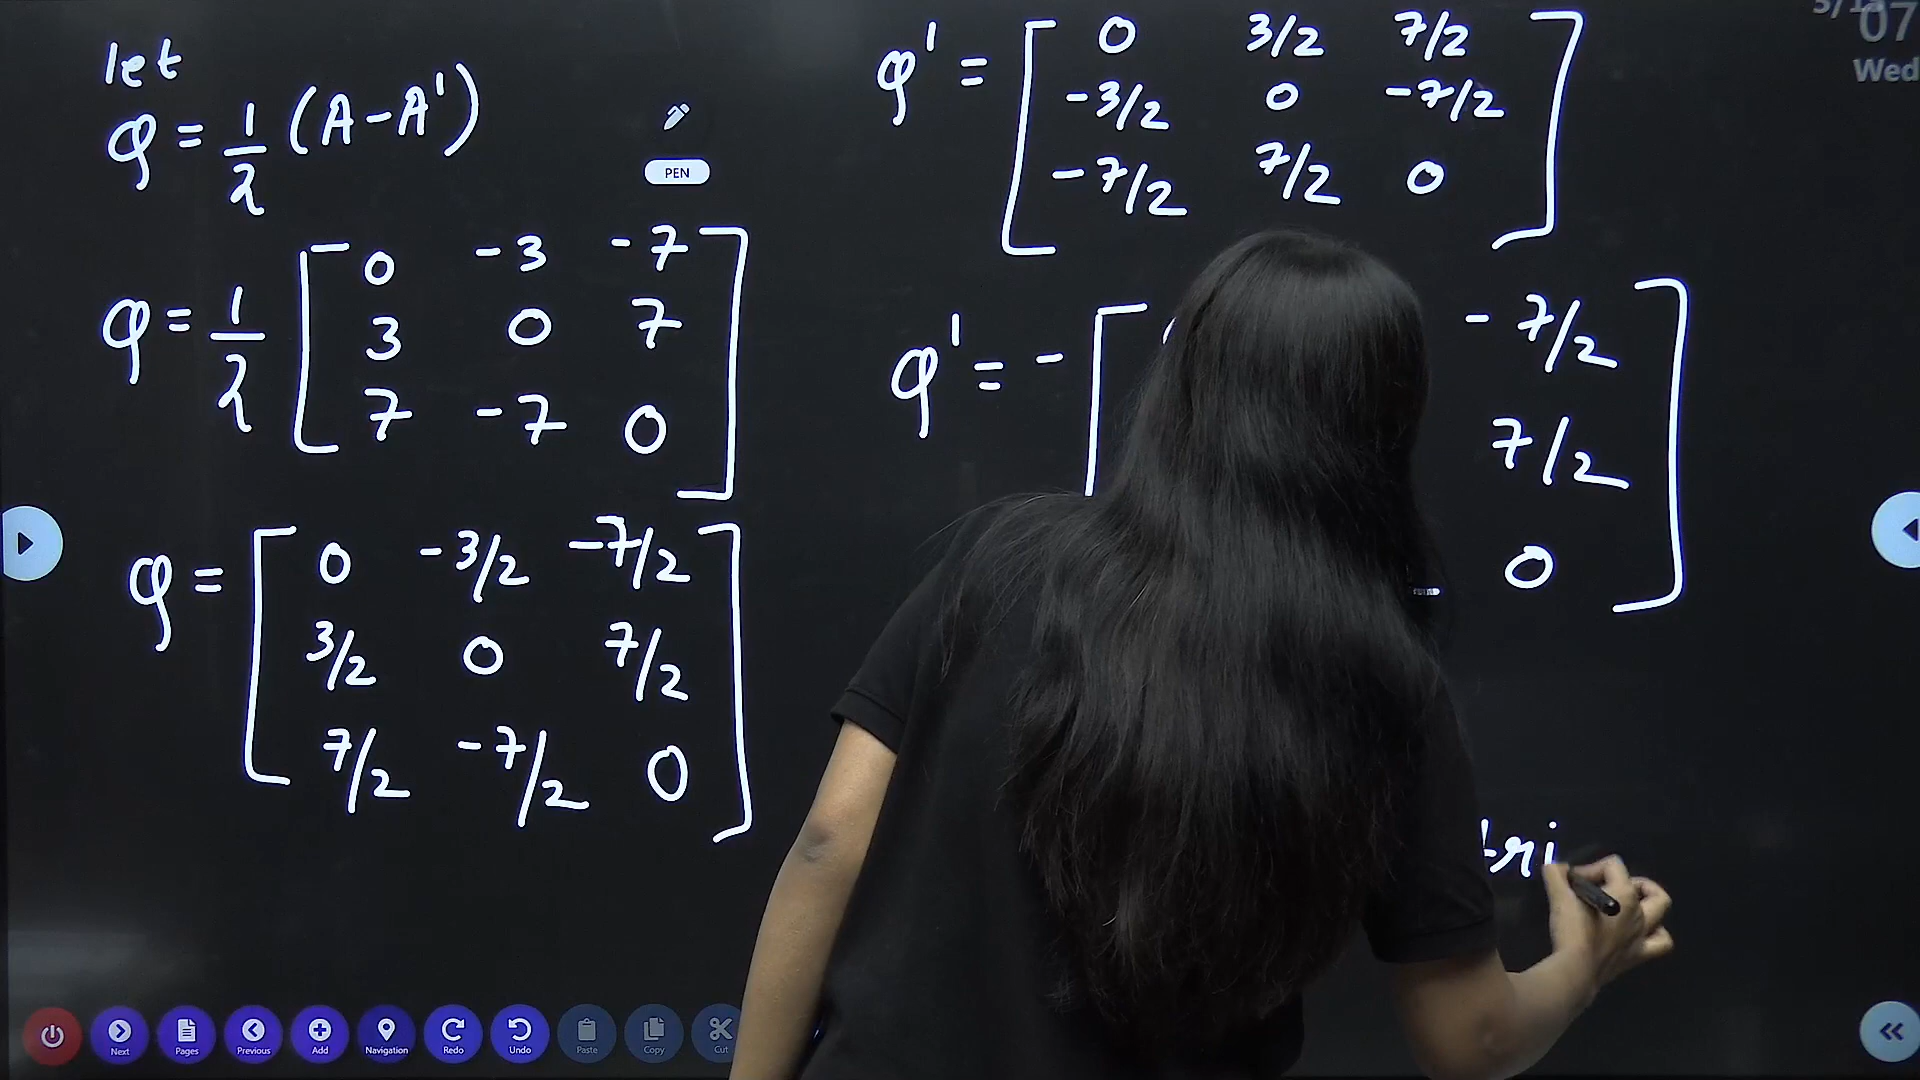 let
φ = 1/2 (A - A')
PEN
φ = 1/2 [ 0 -3 -7
3 0 7
7 -7 0 ]
φ = [ 0 -3/2 -7/2
3/2 0 7/2
7/2 -7/2 0 ]
φ' = [ 0 3/2 7/2
-3/2 0 -7/2
-7/2 7/2 0 ]
φ' = - [ -7/2
7/2
0 ]
tri
07
Wed
Next Pages Previous Add Navigation Redo Undo Paste Copy Cut